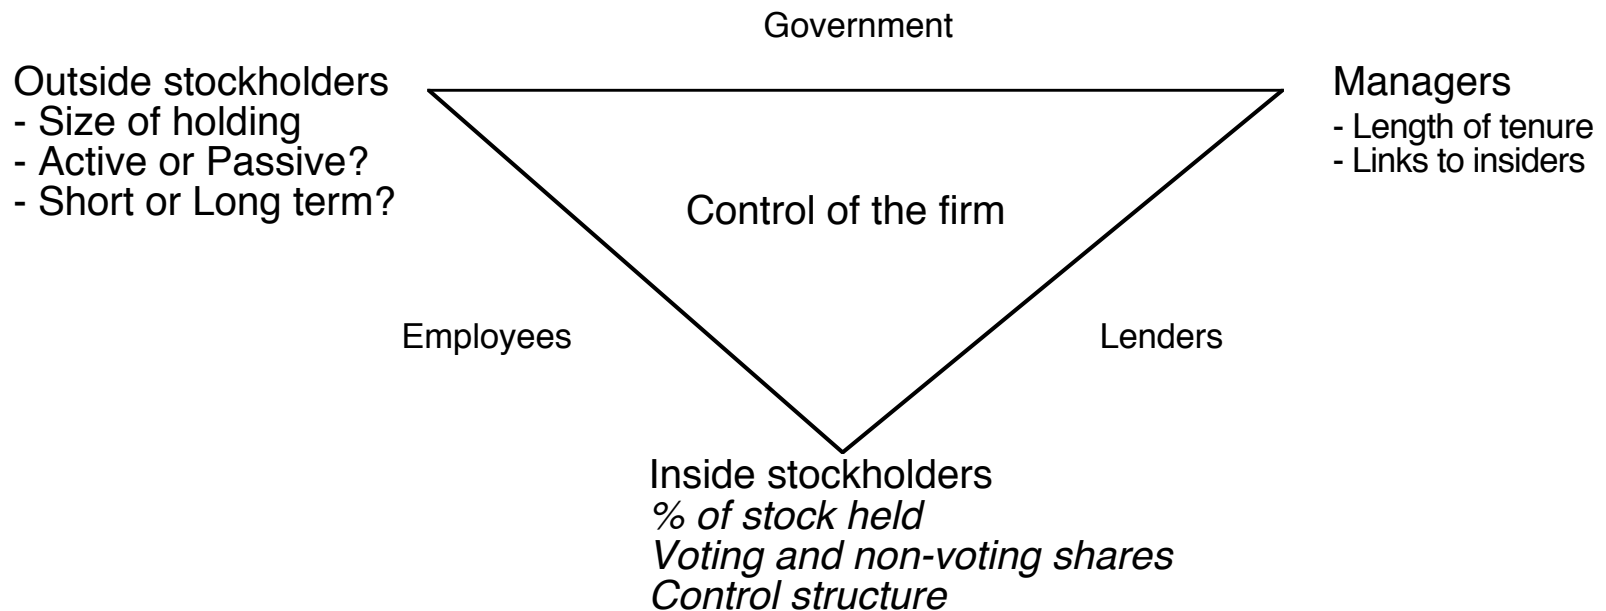 Government
Outside stockholders
- Size of holding
- Active or Passive?
- Short or Long term?
Managers
- Length of tenure
- Links to insiders
Control of the firm
Employees
Lenders
Inside stockholders
% of stock held
Voting and non-voting shares
Control structure